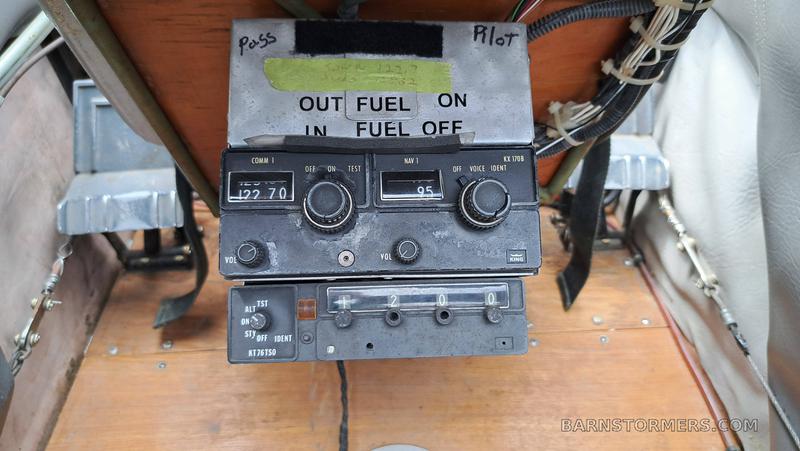 Pass
Pilot
OUT FUEL ON
IN FUEL OFF
COMM 1
OFF ON TEST
NAV 1
OFF VOICE IDENT
KX 170B
122.70
95
VOL
VOL
KING
TST
ALT
ON
STY
OFF IDENT
KT76TSO
2 0 0
BARNSTORMERS.COM